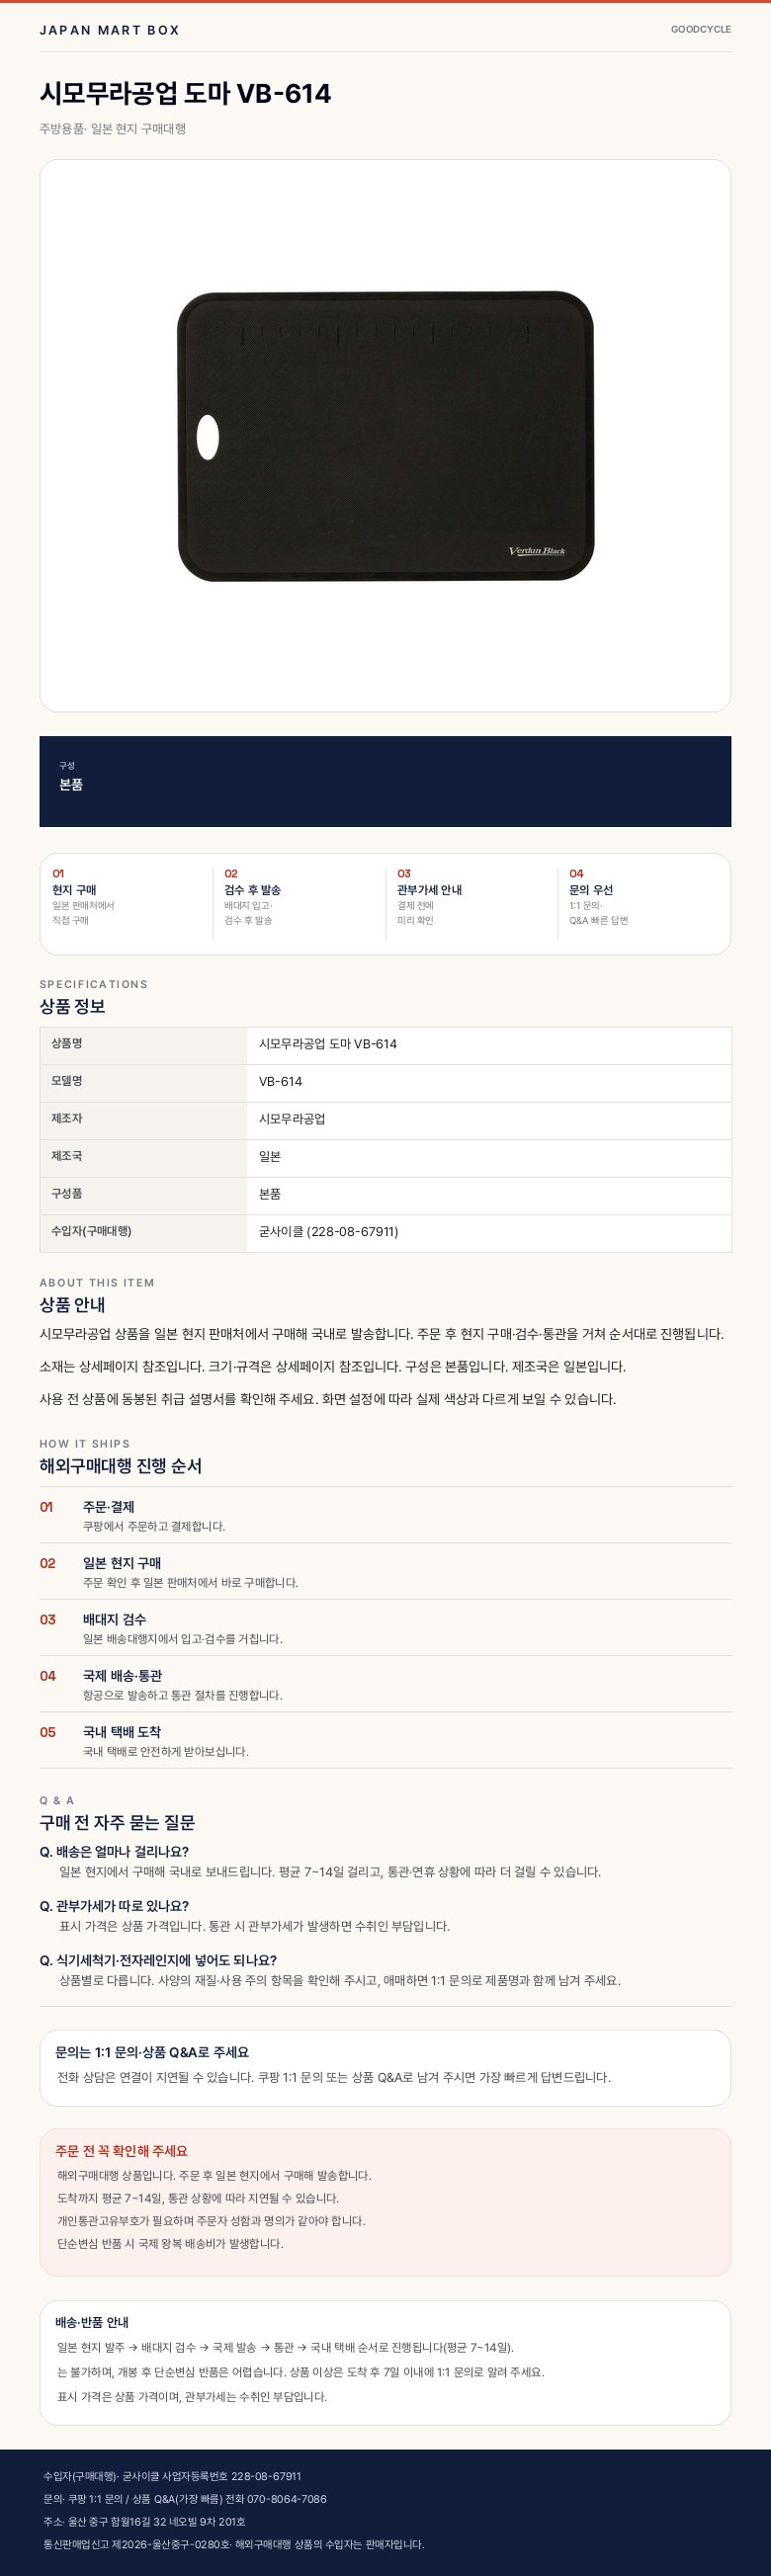 JAPAN MART BOX
GOODCYCLE
시모무라공업 도마 VB-614
주방용품· 일본 현지 구매대행
Verdun Black
구성
본품
01
현지 구매
일본 판매처에서
직접 구매
02
검수 후 발송
배대지 입고·
검수 후 발송
03
관부가세 안내
결제 전에
미리 확인
04
문의 우선
1:1 문의·
Q&A 빠른 답변
SPECIFICATIONS
상품 정보
상품명 시모무라공업 도마 VB-614
모델명 VB-614
제조자 시모무라공업
제조국 일본
구성품 본품
수입자(구매대행) 굳사이클 (228-08-67911)
ABOUT THIS ITEM
상품 안내
시모무라공업 상품을 일본 현지 판매처에서 구매해 국내로 발송합니다. 주문 후 현지 구매·검수·통관을 거쳐 순서대로 진행됩니다.
소재는 상세페이지 참조입니다. 크기·규격은 상세페이지 참조입니다. 구성은 본품입니다. 제조국은 일본입니다.
사용 전 상품에 동봉된 취급 설명서를 확인해 주세요. 화면 설정에 따라 실제 색상과 다르게 보일 수 있습니다.
HOW IT SHIPS
해외구매대행 진행 순서
01 주문·결제
쿠팡에서 주문하고 결제합니다.
02 일본 현지 구매
주문 확인 후 일본 판매처에서 바로 구매합니다.
03 배대지 검수
일본 배송대행지에서 입고·검수를 거칩니다.
04 국제 배송·통관
항공으로 발송하고 통관 절차를 진행합니다.
05 국내 택배 도착
국내 택배로 안전하게 받아보십니다.
Q & A
구매 전 자주 묻는 질문
Q. 배송은 얼마나 걸리나요?
일본 현지에서 구매해 국내로 보내드립니다. 평균 7~14일 걸리고, 통관·연휴 상황에 따라 더 걸릴 수 있습니다.
Q. 관부가세가 따로 있나요?
표시 가격은 상품 가격입니다. 통관 시 관부가세가 발생하면 수취인 부담입니다.
Q. 식기세척기·전자레인지에 넣어도 되나요?
상품별로 다릅니다. 사양의 재질·사용 주의 항목을 확인해 주시고, 애매하면 1:1 문의로 제품명과 함께 남겨 주세요.
문의는 1:1 문의·상품 Q&A로 주세요
전화 상담은 연결이 지연될 수 있습니다. 쿠팡 1:1 문의 또는 상품 Q&A로 남겨 주시면 가장 빠르게 답변드립니다.
주문 전 꼭 확인해 주세요
해외구매대행 상품입니다. 주문 후 일본 현지에서 구매해 발송합니다.
도착까지 평균 7~14일, 통관 상황에 따라 지연될 수 있습니다.
개인통관고유부호가 필요하며 주문자 성함과 명의가 같아야 합니다.
단순변심 반품 시 국제 왕복 배송비가 발생합니다.
배송·반품 안내
일본 현지 발주 → 배대지 검수 → 국제 발송 → 통관 → 국내 택배 순서로 진행됩니다(평균 7~14일).
는 불가하며, 개봉 후 단순변심 반품은 어렵습니다. 상품 이상은 도착 후 7일 이내에 1:1 문의로 알려 주세요.
표시 가격은 상품 가격이며, 관부가세는 수취인 부담입니다.
수입자(구매대행)· 굳사이클 사업자등록번호 228-08-67911
문의· 쿠팡 1:1 문의 / 상품 Q&A(가장 빠름) 전화 070-8064-7086
주소· 울산 중구 함월16길 32 네오빌 9차 201호
통신판매업신고 제2026-울산중구-0280호· 해외구매대행 상품의 수입자는 판매자입니다.